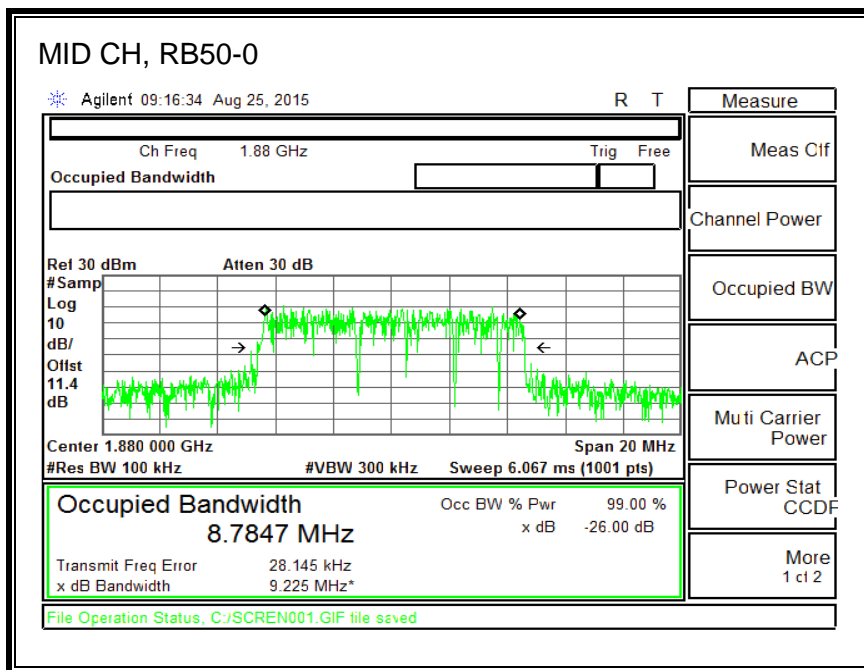 MID CH, RB50-0
Agilent 09:16:34 Aug 25, 2015 R T
Measure
Ch Freq 1.88 GHz Trig Free
Occupied Bandwidth
Meas Off
Channel Power
Occupied BW
ACP
Multi Carrier
Power
Power Stat
CCDF
More
1 of 2
Ref 30 dBm Atten 30 dB
#Samp
Log
10
dB/
Offst
11.4
dB
Center 1.880 000 GHz Span 20 MHz
#Res BW 100 kHz #VBW 300 kHz Sweep 6.067 ms (1001 pts)
Occupied Bandwidth
8.7847 MHz
Occ BW % Pwr 99.00 %
x dB -26.00 dB
Transmit Freq Error 28.145 kHz
x dB Bandwidth 9.225 MHz*
File Operation Status, C:/SCREN001.GIF file saved